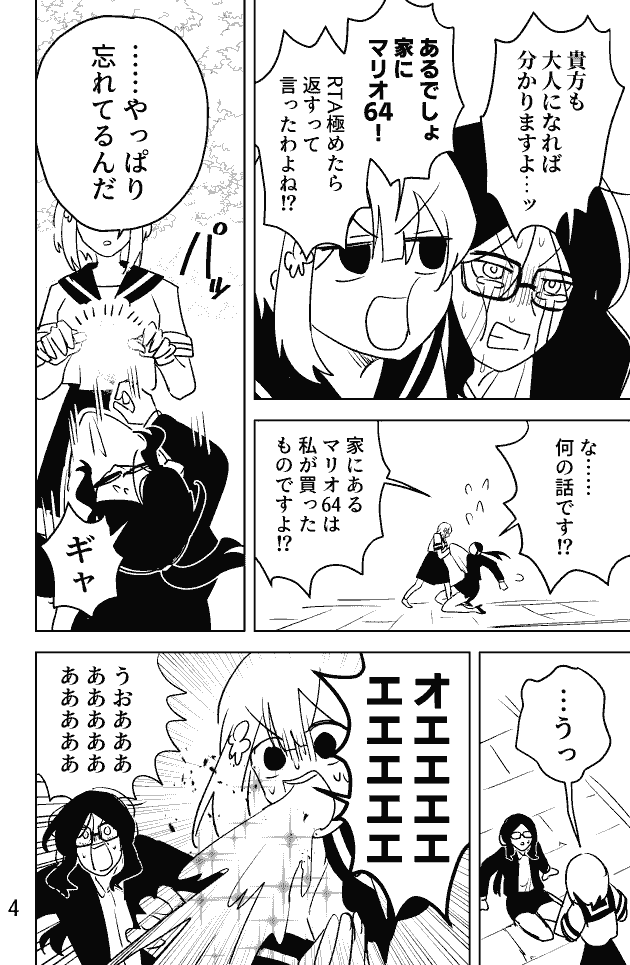 貴方も
大人になれば
分かりますよ…ッ
あるでしょ
家に
マリオ64！
RTA極めたら
返すって
言ったわよね!?
な……
何の話です!?
家にある
マリオ64は
私が買った
ものですよ!?
……やっぱり
忘れてるんだ
パッ
ギャ
…うっ
オエエエエ
エエエエエ
うおあああ
あああああ
あああああ
4